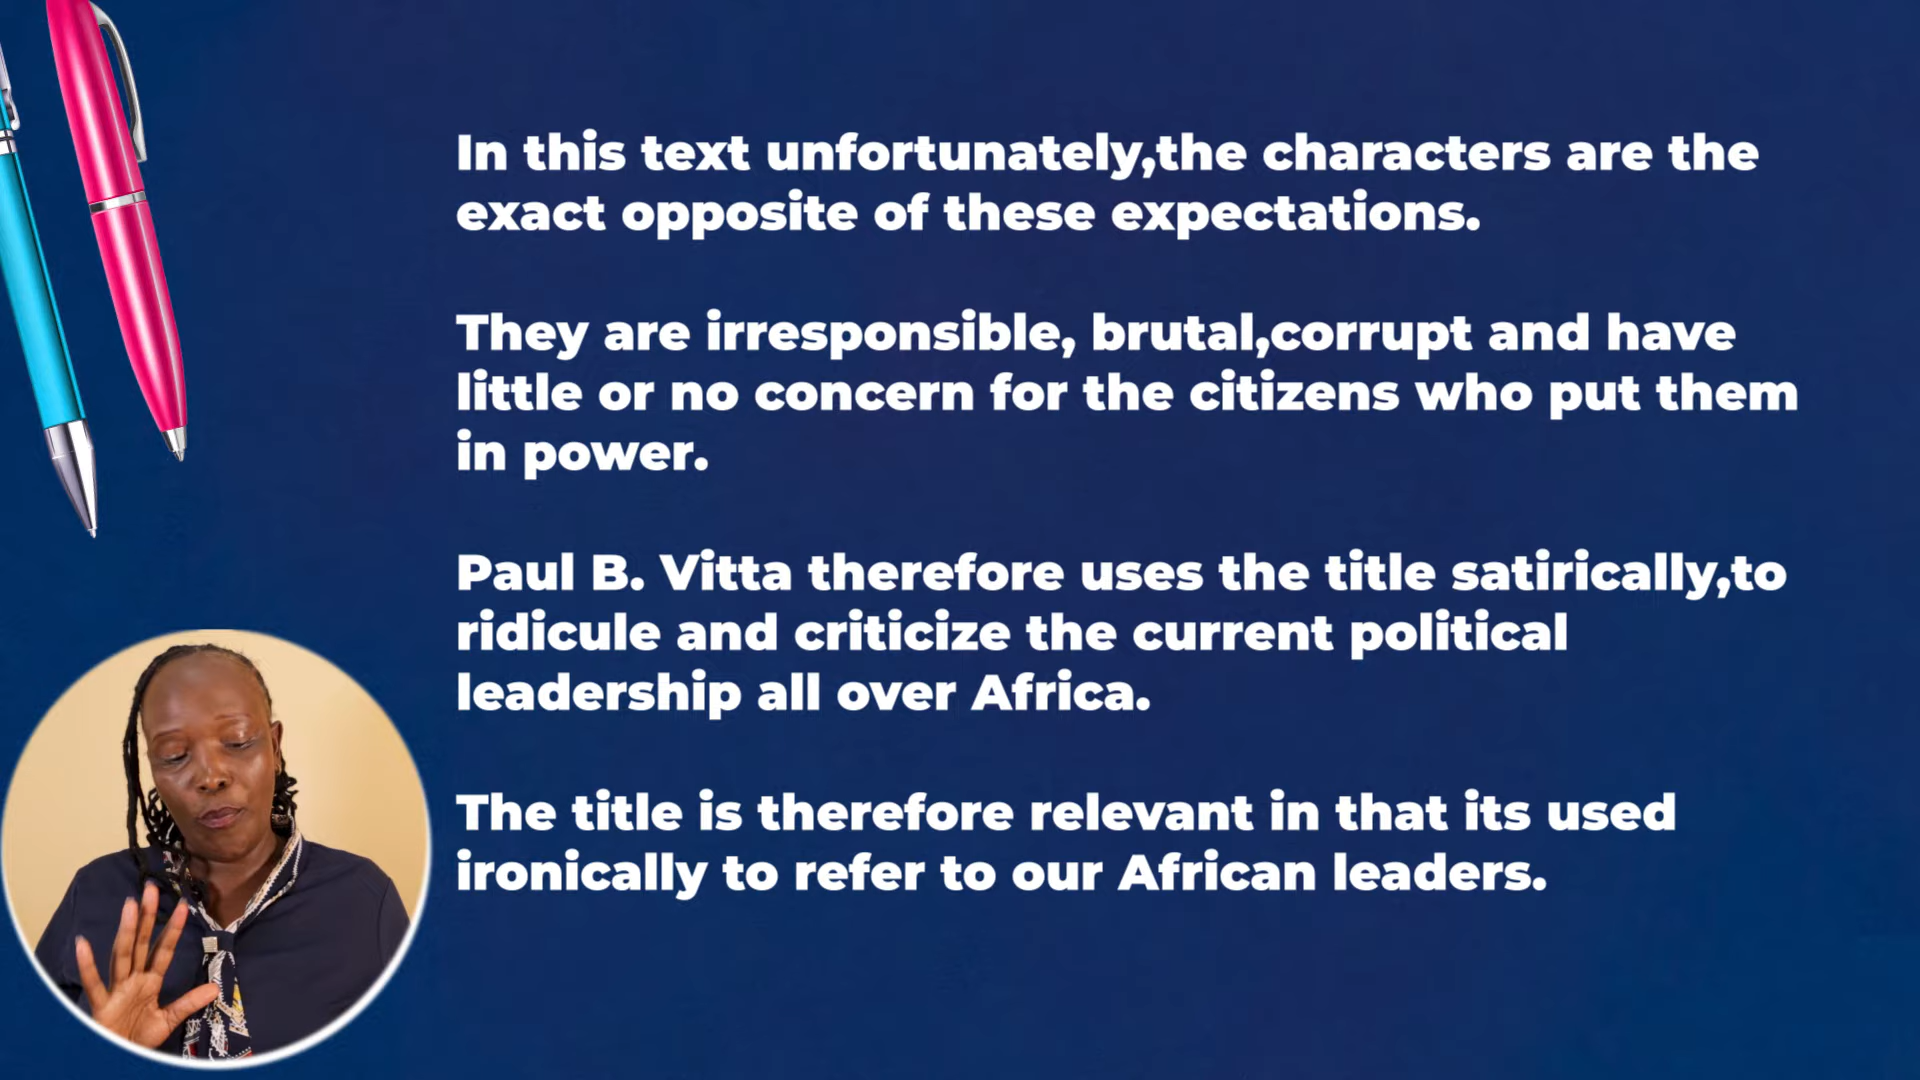 In this text unfortunately,the characters are the
exact opposite of these expectations.
They are irresponsible, brutal,corrupt and have
little or no concern for the citizens who put them
in power.
Paul B. Vitta therefore uses the title satirically,to
ridicule and criticize the current political
leadership all over Africa.
The title is therefore relevant in that its used
ironically to refer to our African leaders.